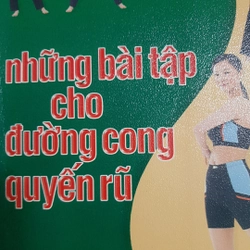 những bài tập
cho
đường cong
quyến rũ